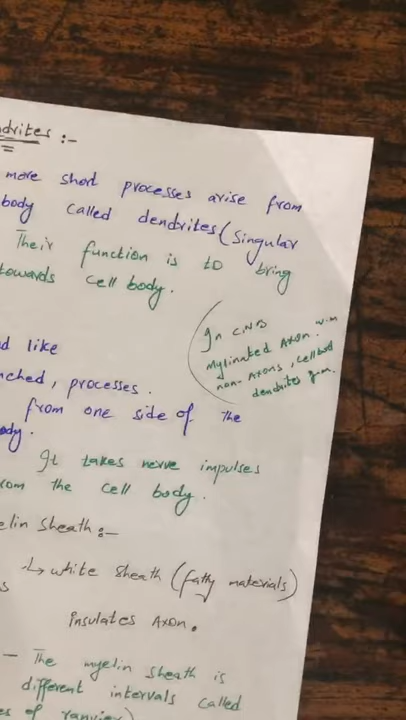 ndrites :-
more short processes arise from
body called dendrites (Singular
Their function is to bring
towards cell body.
In CNS
Mylinated Axon w.m
non-Axons, cell body
dendrites g.m.
d like
nched, processes.
from one side of the
ody.
It takes nerve impulses
rom the cell body.
elin Sheath :-
↳ white sheath (fatty materials)
s
insulates Axon.
- The myelin sheath is
different intervals called
es of ranvier)